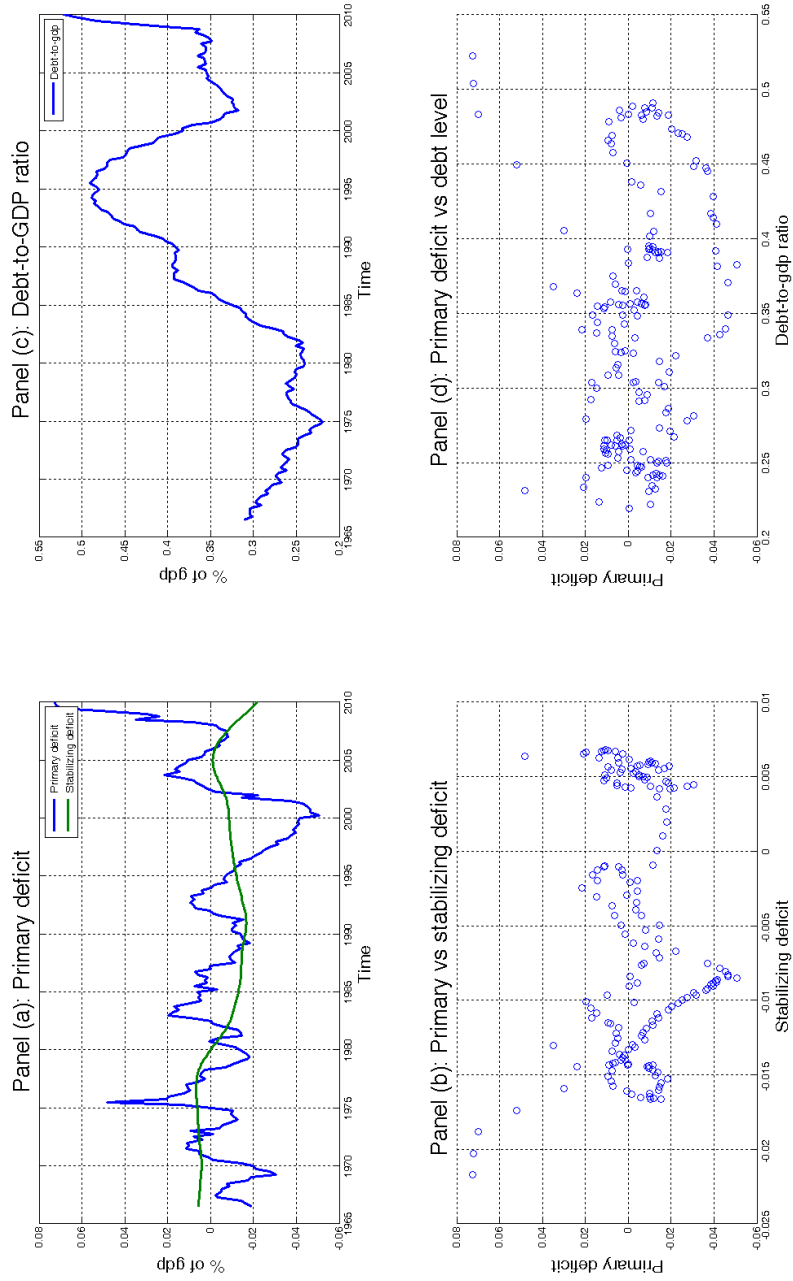 Panel (a): Primary deficit
0.08
0.06
0.04
0.02
0
-0.02
-0.04
-0.06
% of gdp
Primary deficit
Stabilizing deficit
1965 1970 1975 1980 1985 1990 1995 2000 2005 2010
Time
Panel (c): Debt-to-GDP ratio
0.55
0.5
0.45
0.4
0.35
0.3
0.25
0.2
% of gdp
Debt-to-gdp
1965 1970 1975 1980 1985 1990 1995 2000 2005 2010
Time
Panel (b): Primary vs stabilizing deficit
0.08
0.06
0.04
0.02
0
-0.02
-0.04
-0.06
Primary deficit
-0.025 -0.02 -0.015 -0.01 -0.005 0 0.005 0.01
Stabilizing deficit
Panel (d): Primary deficit vs debt level
0.08
0.06
0.04
0.02
0
-0.02
-0.04
-0.06
Primary deficit
0.2 0.25 0.3 0.35 0.4 0.45 0.5 0.55
Debt-to-gdp ratio